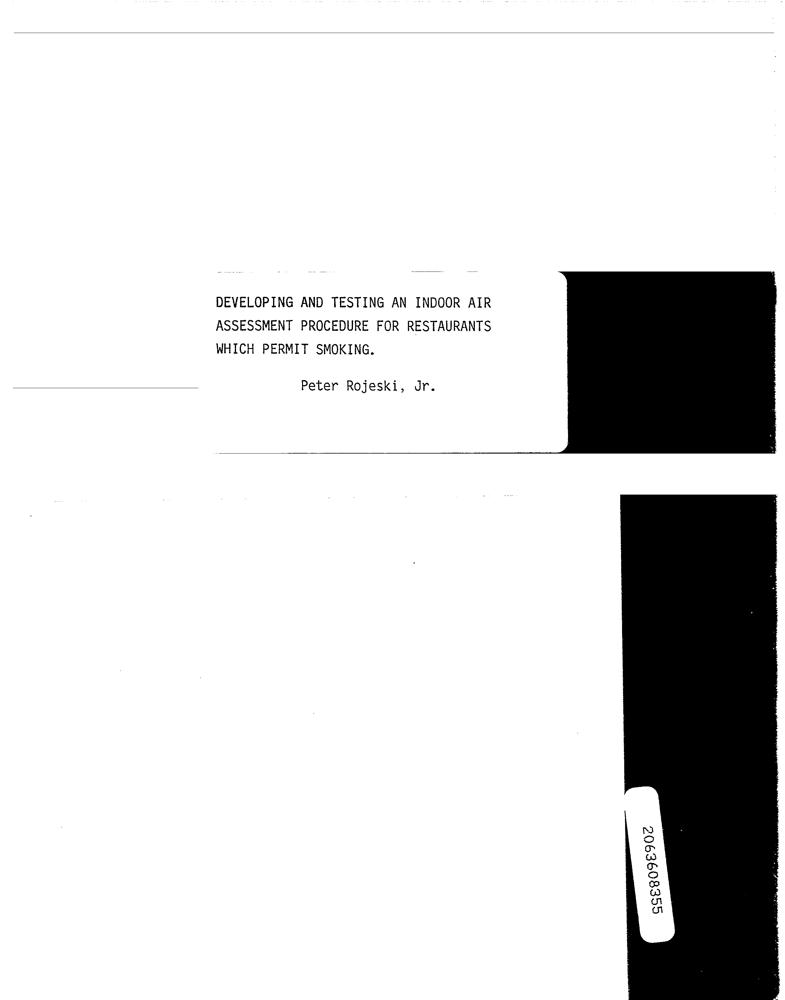 DEVELOPING AND TESTING AN INDOOR AIR
ASSESSMENT PROCEDURE FOR RESTAURANTS
WHICH PERMIT SMOKING.
Peter Rojeski, Jr.
2063608355